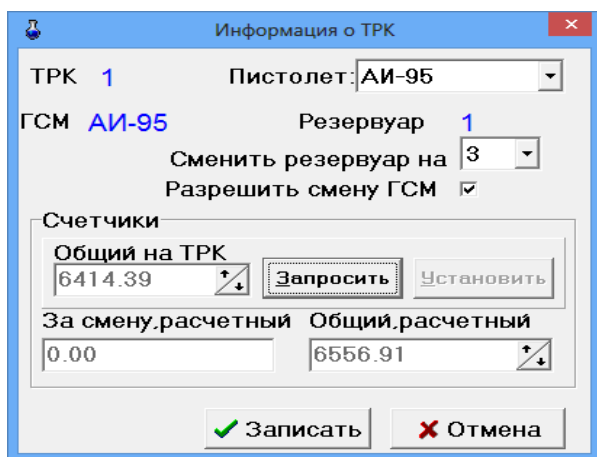 Информация о ТРК
ТРК 1 Пистолет: АИ-95
ГСМ АИ-95 Резервуар 1
Сменить резервуар на 3
Разрешить смену ГСМ
Счетчики
Общий на ТРК
6414.39 Запросить Установить
За смену,расчетный Общий,расчетный
0.00 6556.91
Записать Отмена